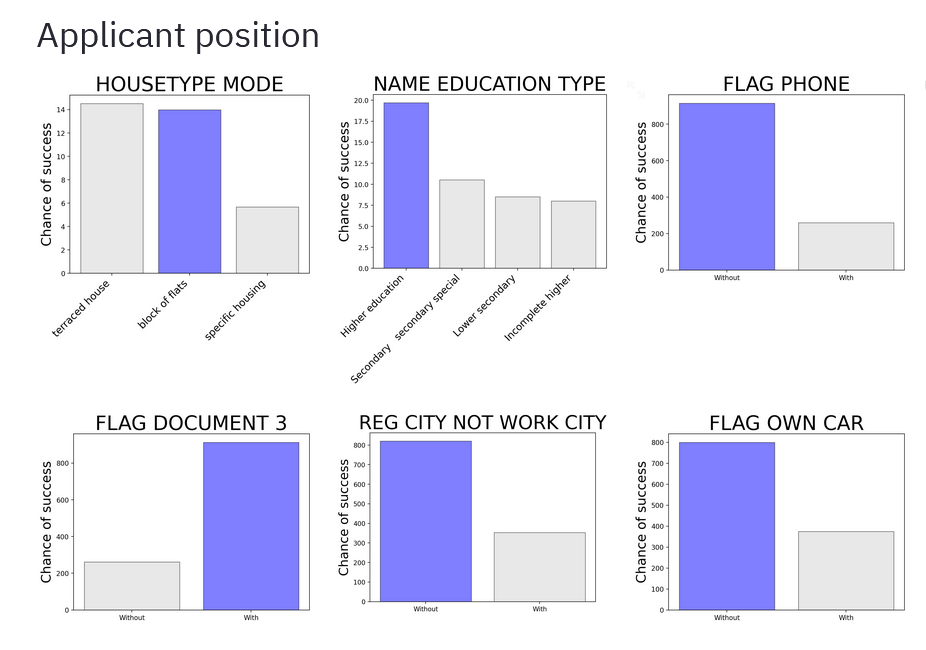 Applicant position
HOUSETYPE MODE
Chance of success
14
12
10
8
6
4
2
0
terraced house
block of flats
specific housing
NAME EDUCATION TYPE
Chance of success
20.0
17.5
15.0
12.5
10.0
7.5
5.0
2.5
0.0
Higher education
Secondary secondary special
Lower secondary
Incomplete higher
FLAG PHONE
Chance of success
800
600
400
200
0
Without
With
FLAG DOCUMENT 3
Chance of success
800
600
400
200
0
Without
With
REG CITY NOT WORK CITY
Chance of success
800
700
600
500
400
300
200
100
0
Without
With
FLAG OWN CAR
Chance of success
800
700
600
500
400
300
200
100
0
Without
With